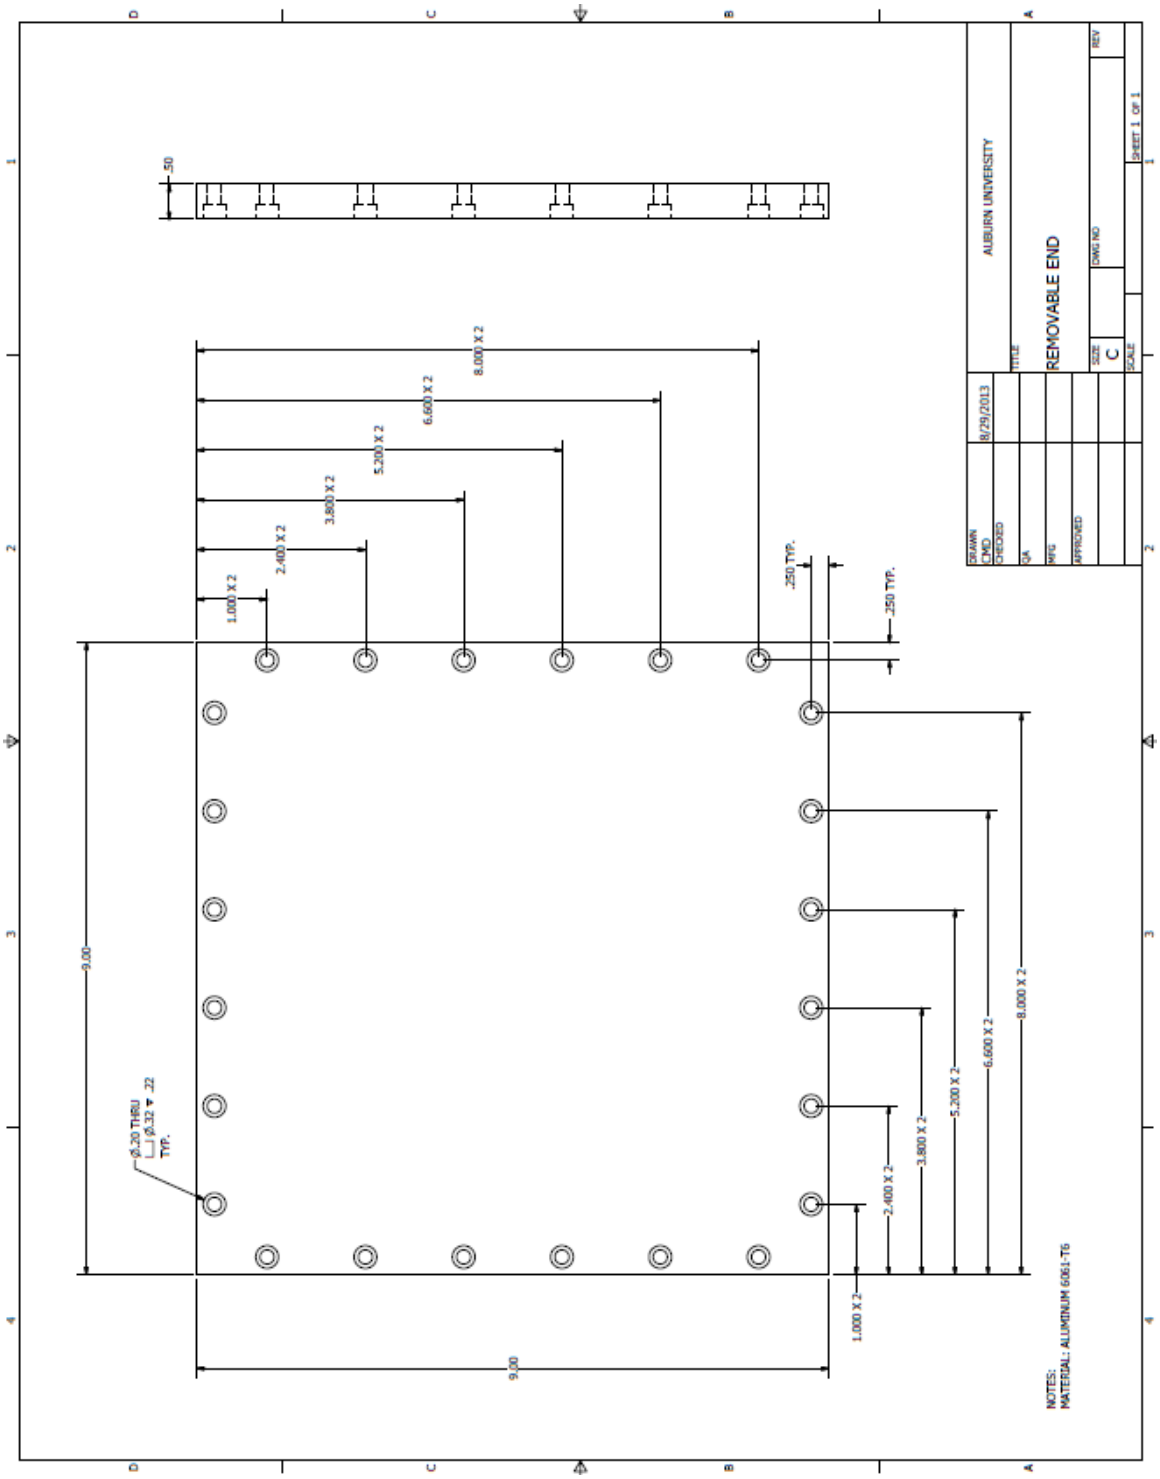 4
3
2
1
D
D
C
C
B
B
A
A
Ø.20 THRU
⌴ Ø.32 ↧ .22
TYP.
9.00
.50
1.000 X 2
2.400 X 2
3.800 X 2
5.200 X 2
6.600 X 2
8.000 X 2
9.00
.250 TYP.
.250 TYP.
1.000 X 2
2.400 X 2
3.800 X 2
5.200 X 2
6.600 X 2
8.000 X 2
NOTES:
MATERIAL: ALUMINUM 6061-T6
DRAWN
CMD
8/29/2013
CHECKED
QA
MFG
APPROVED
AUBURN UNIVERSITY
TITLE
REMOVABLE END
SIZE
C
DWG NO
REV
SCALE
SHEET 1 OF 1
4
3
2
1